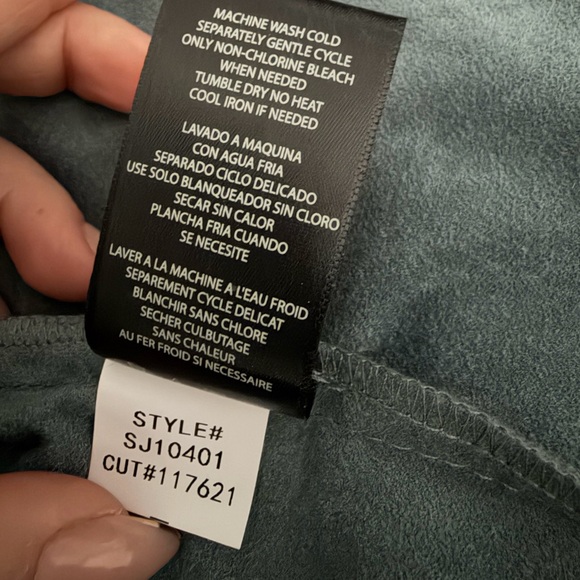 MACHINE WASH COLD
SEPARATELY GENTLE CYCLE
ONLY NON-CHLORINE BLEACH
WHEN NEEDED
TUMBLE DRY NO HEAT
COOL IRON IF NEEDED
LAVADO A MAQUINA
CON AGUA FRIA
SEPARADO CICLO DELICADO
USE SOLO BLANQUEADOR SIN CLORO
SECAR SIN CALOR
PLANCHA FRIA CUANDO
SE NECESITE
LAVER A LA MACHINE A L'EAU FROID
SEPAREMENT CYCLE DELICAT
BLANCHIR SANS CHLORE
SECHER CULBUTAGE
SANS CHALEUR
AU FER FROID SI NECESSAIRE
STYLE#
SJ10401
CUT#117621